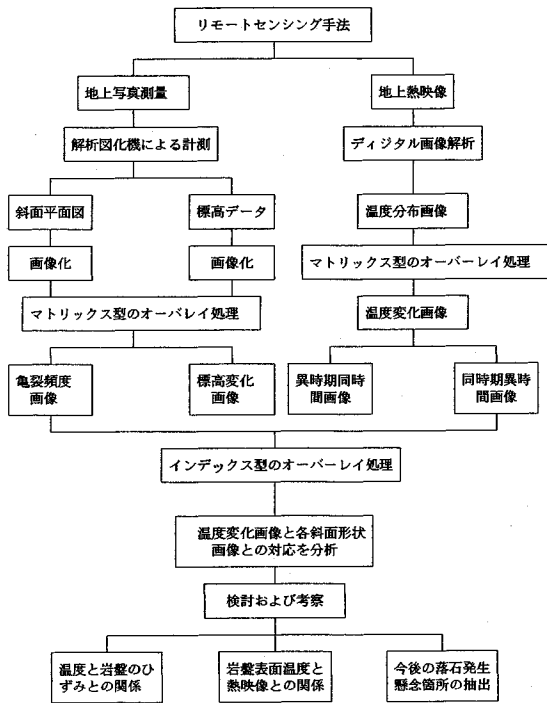 リモートセンシング手法
地上写真測量
地上熱映像
解析図化機による計測
ディジタル画像解析
斜面平面図
標高データ
温度分布画像
画像化
画像化
マトリックス型のオーバーレイ処理
マトリックス型のオーバレイ処理
温度変化画像
亀裂頻度
画像
標高変化
画像
異時期同時
間画像
同時期異時
間画像
インデックス型のオーバーレイ処理
温度変化画像と各斜面形状
画像との対応を分析
検討および考察
温度と岩盤のひ
ずみとの関係
岩盤表面温度と
熱映像との関係
今後の落石発生
懸念箇所の抽出